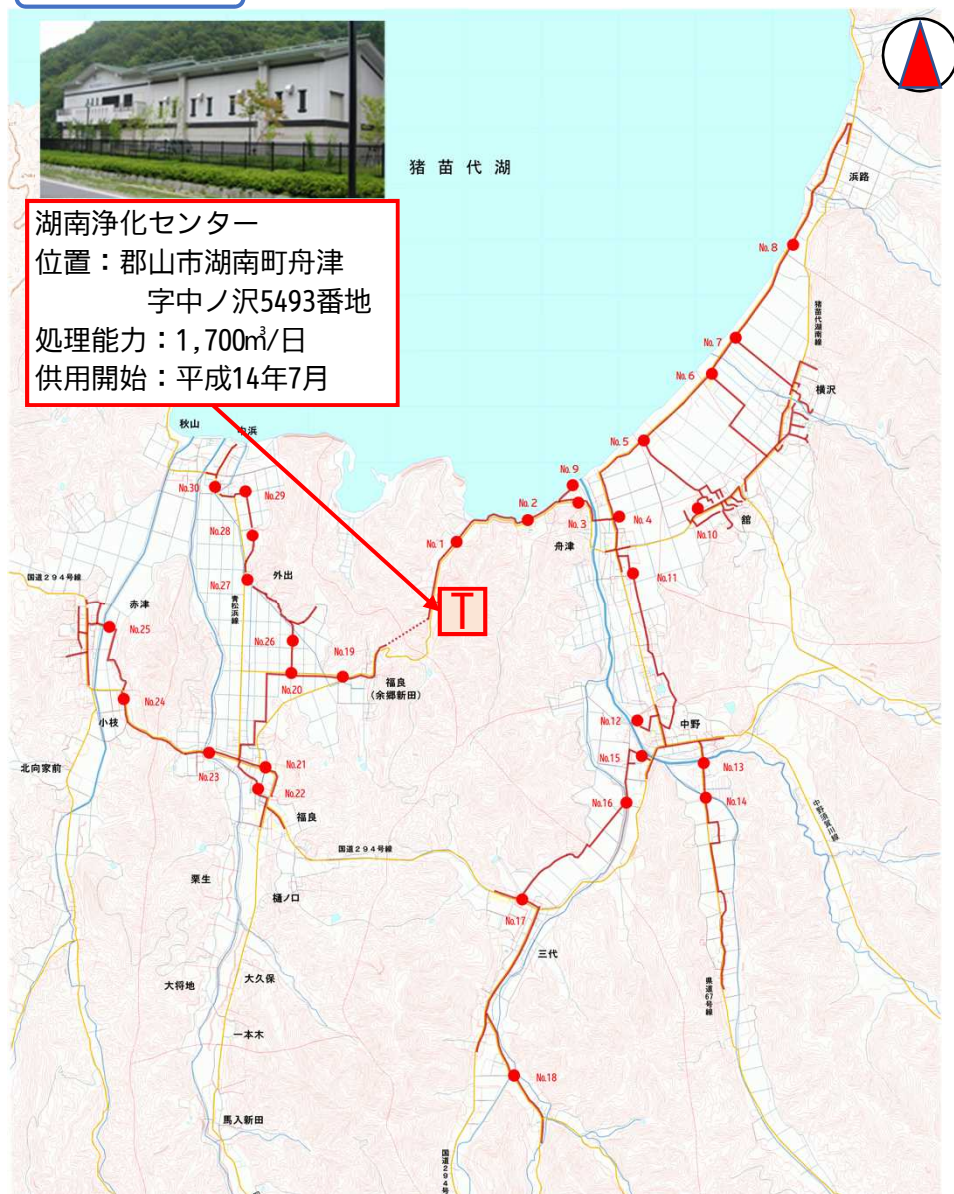 猪苗代湖
浜路
湖南浄化センター
位置：郡山市湖南町舟津
字中ノ沢5493番地
処理能力：1,700㎥/日
供用開始：平成14年7月
No.8
猪苗代湖南線
No.7
No.6
横沢
秋山
中浜
No.5
No.9
No.30
No.29
No.2
No.3
No.4
No.10
舘
No.28
No.1
舟津
国道294号線
No.27
外出
No.11
青松浜線
赤津
No.25
No.26
No.19
No.20
福良
（余郷新田）
No.24
小枝
No.12
中野
No.15
北向家前
No.23
No.21
No.13
No.22
No.16
No.14
福良
中野須賀川線
国道294号線
栗生
樋ノ口
No.17
三代
大将地
大久保
県道67号線
一本木
No.18
馬入新田
国道294号